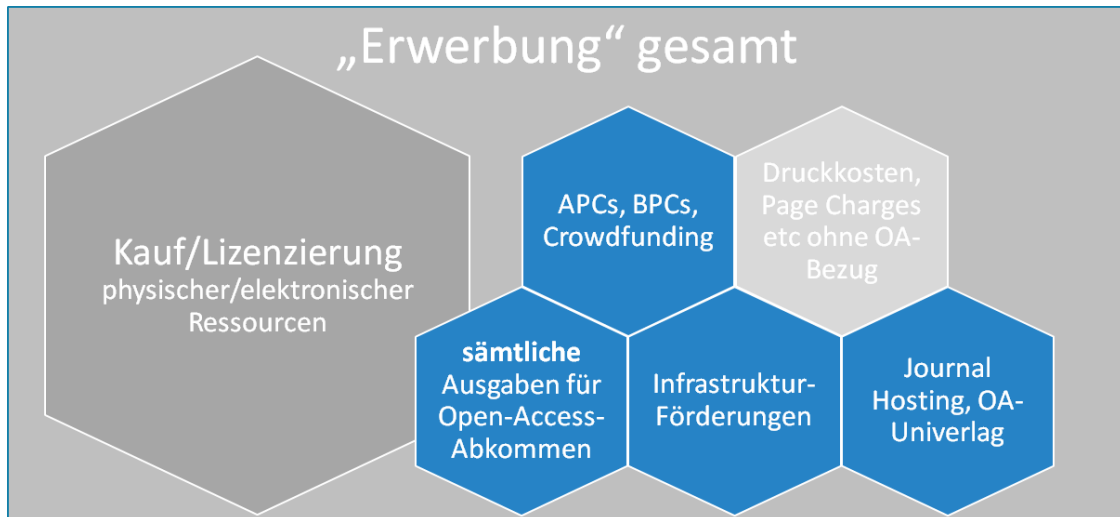 „Erwerbung“ gesamt
Kauf/Lizenzierung
physischer/elektronischer
Ressourcen
APCs, BPCs,
Crowdfunding
Druckkosten,
Page Charges
etc ohne OA-
Bezug
sämtliche
Ausgaben für
Open-Access-
Abkommen
Infrastruktur-
Förderungen
Journal
Hosting, OA-
Univerlag